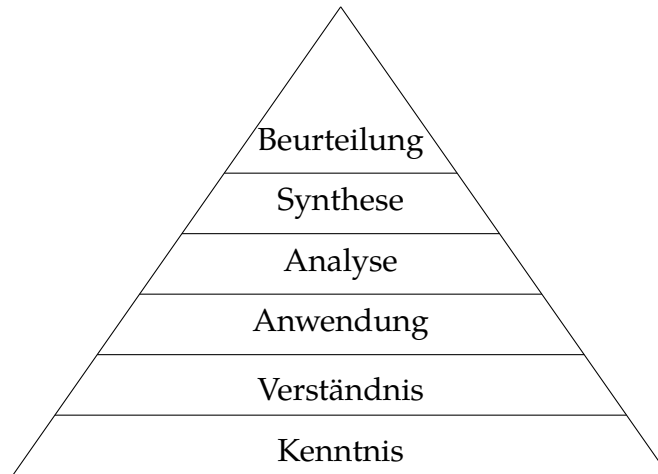 Beurteilung
Synthese
Analyse
Anwendung
Verständnis
Kenntnis